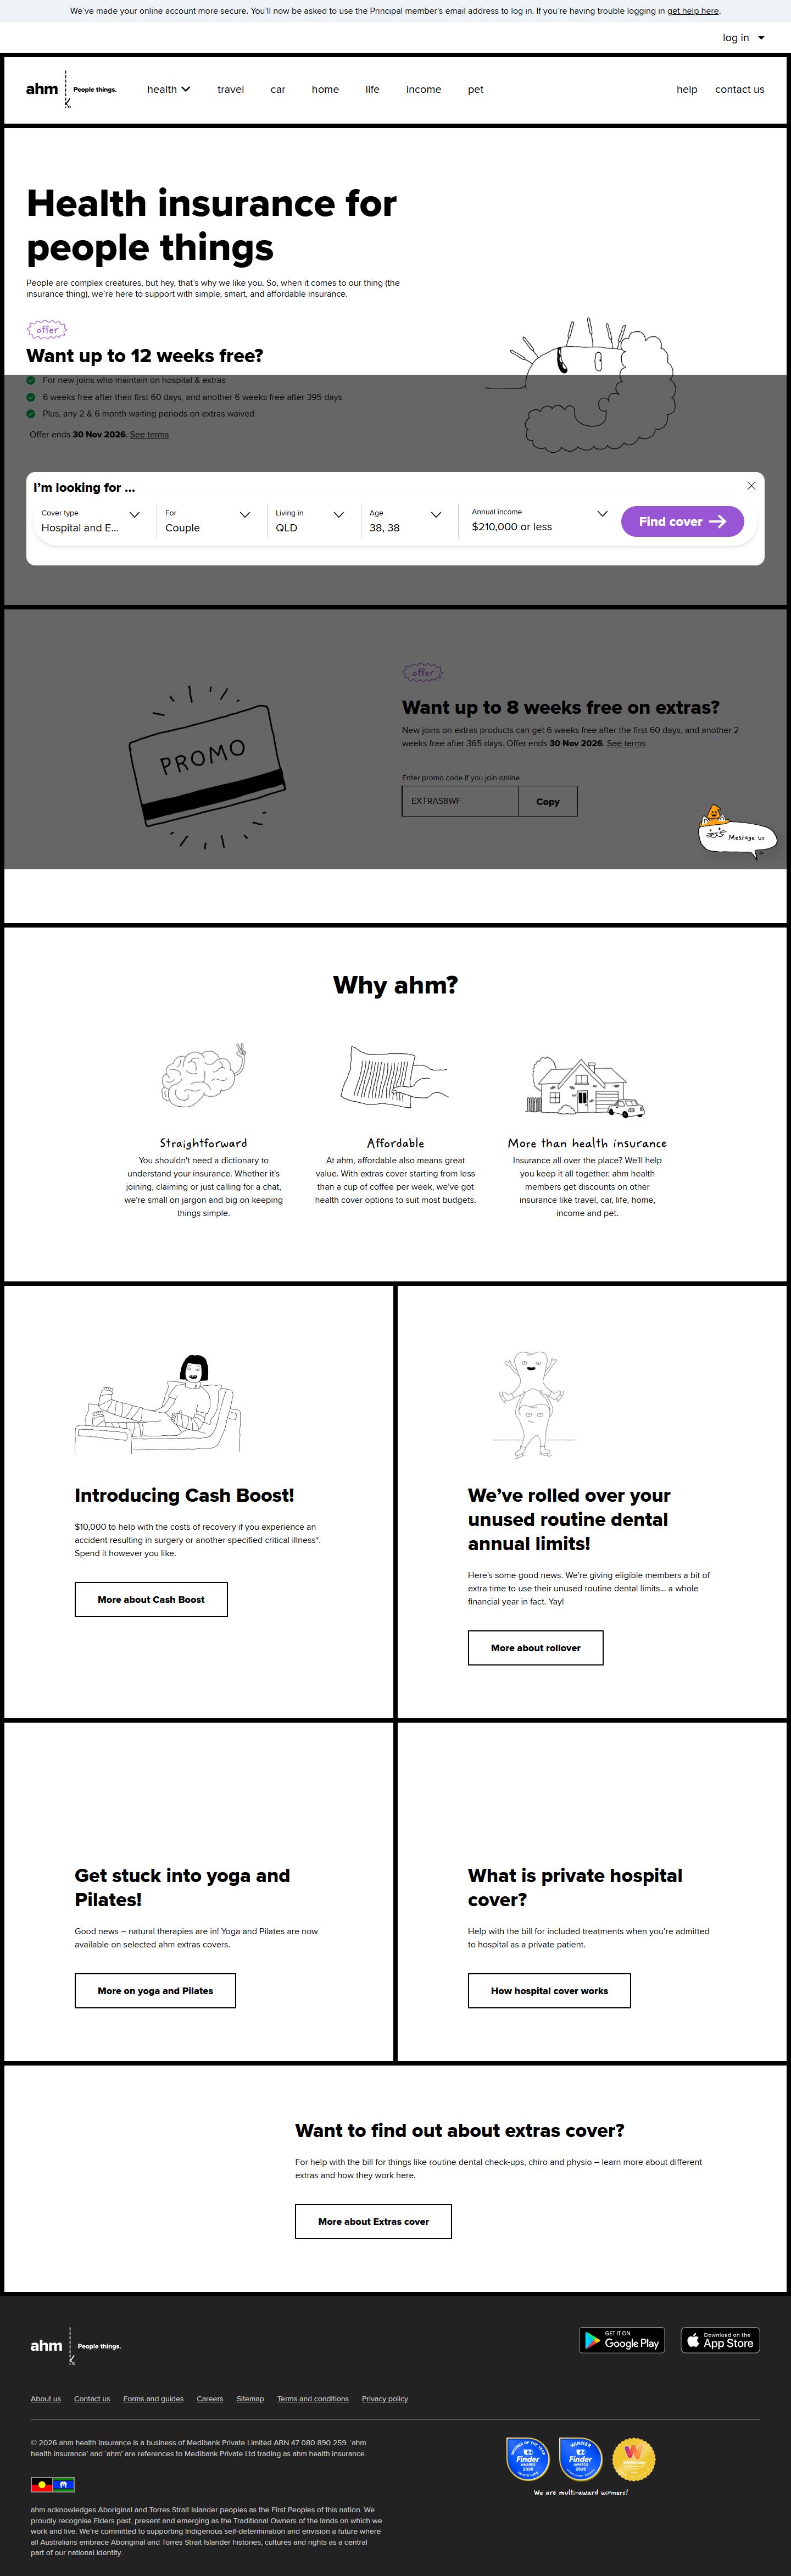 We've made your online account more secure. You'll now be asked to use the Principal member's email address to log in. If you're having trouble logging in get help here.
log in
ahm People things.
health travel car home life income pet help contact us
Health insurance for
people things
People are complex creatures, but hey, that's why we like you. So, when it comes to our thing (the
insurance thing), we're here to support with simple, smart, and affordable insurance.
offer
Want up to 12 weeks free?
For new joins who maintain on hospital & extras
6 weeks free after their first 60 days, and another 6 weeks free after 395 days
Plus, any 2 & 6 month waiting periods on extras waived
Offer ends 30 Nov 2026. See terms
I'm looking for ...
Cover type For Living in Age Annual income
Hospital and E... Couple QLD 38, 38 $210,000 or less
Find cover
PROMO
offer
Want up to 8 weeks free on extras?
New joins on extras products can get 6 weeks free after the first 60 days, and another 2
weeks free after 365 days. Offer ends 30 Nov 2026. See terms
Enter promo code if you join online
EXTRAS8WF Copy
Message us
Why ahm?
Straightforward
You shouldn't need a dictionary to
understand your insurance. Whether it's
joining, claiming or just calling for a chat,
we're small on jargon and big on keeping
things simple.
Affordable
At ahm, affordable also means great
value. With extras cover starting from less
than a cup of coffee per week, we've got
health cover options to suit most budgets.
More than health insurance
Insurance all over the place? We'll help
you keep it all together. ahm health
members get discounts on other
insurance like travel, car, life, home,
income and pet.
Introducing Cash Boost!
$10,000 to help with the costs of recovery if you experience an
accident resulting in surgery or another specified critical illness*.
Spend it however you like.
More about Cash Boost
We've rolled over your
unused routine dental
annual limits!
Here's some good news. We're giving eligible members a bit of
extra time to use their unused routine dental limits... a whole
financial year in fact. Yay!
More about rollover
Get stuck into yoga and
Pilates!
Good news – natural therapies are in! Yoga and Pilates are now
available on selected ahm extras covers.
More on yoga and Pilates
What is private hospital
cover?
Help with the bill for included treatments when you're admitted
to hospital as a private patient.
How hospital cover works
Want to find out about extras cover?
For help with the bill for things like routine dental check-ups, chiro and physio – learn more about different
extras and how they work here.
More about Extras cover
ahm People things.
GET IT ON
Google Play
Download on the
App Store
About us Contact us Forms and guides Careers Sitemap Terms and conditions Privacy policy
© 2026 ahm health insurance is a business of Medibank Private Limited ABN 47 080 890 259. 'ahm
health insurance' and 'ahm' are references to Medibank Private Ltd trading as ahm health insurance.
Finder
Finder
We are multi-award winners!
ahm acknowledges Aboriginal and Torres Strait Islander peoples as the First Peoples of this nation. We
proudly recognise Elders past, present and emerging as the Traditional Owners of the lands on which we
work and live. We're committed to supporting Indigenous self-determination and envision a future where
all Australians embrace Aboriginal and Torres Strait Islander histories, cultures and rights as a central
part of our national identity.